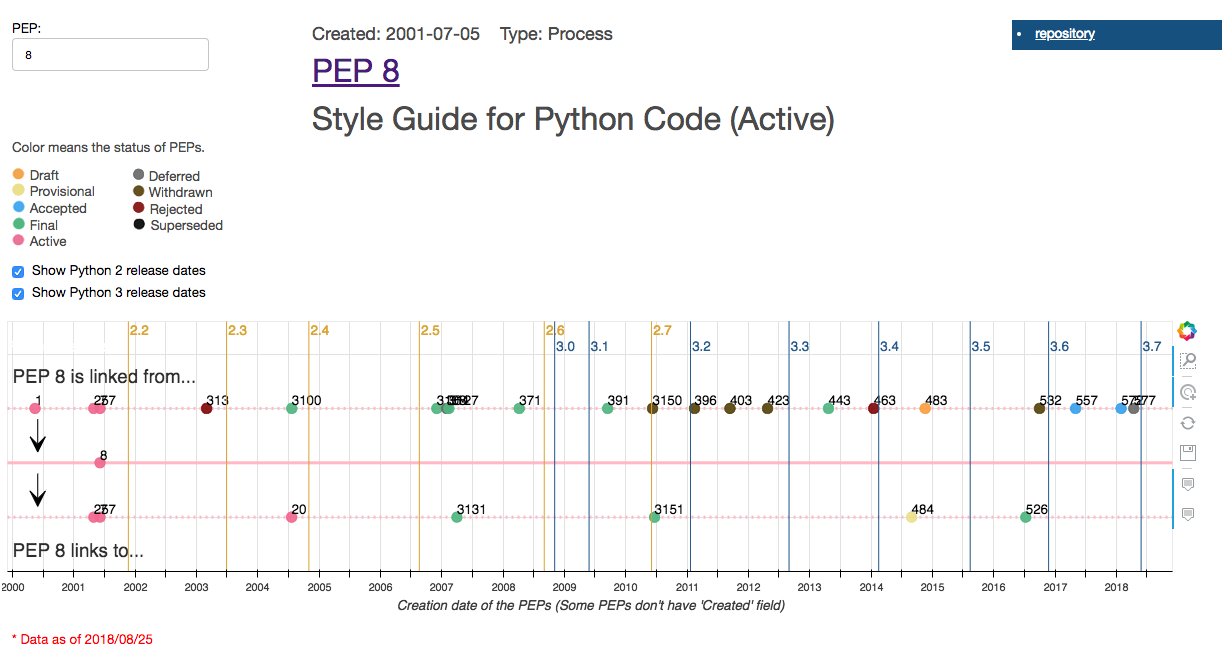 PEP:
8
Created: 2001-07-05 Type: Process
PEP 8
Style Guide for Python Code (Active)
• repository
Color means the status of PEPs.
Draft
Provisional
Accepted
Final
Active
Deferred
Withdrawn
Rejected
Superseded
Show Python 2 release dates
Show Python 3 release dates
2.2 2.3 2.4 2.5 2.6 2.7
3.0 3.1 3.2 3.3 3.4 3.5 3.6 3.7
PEP 8 is linked from...
1 313 3100 371 391 3150 396 403 423 443 463 483 532 557
8
20 3131 3151 484 526
PEP 8 links to...
2000 2001 2002 2003 2004 2005 2006 2007 2008 2009 2010 2011 2012 2013 2014 2015 2016 2017 2018
Creation date of the PEPs (Some PEPs don't have 'Created' field)
* Data as of 2018/08/25